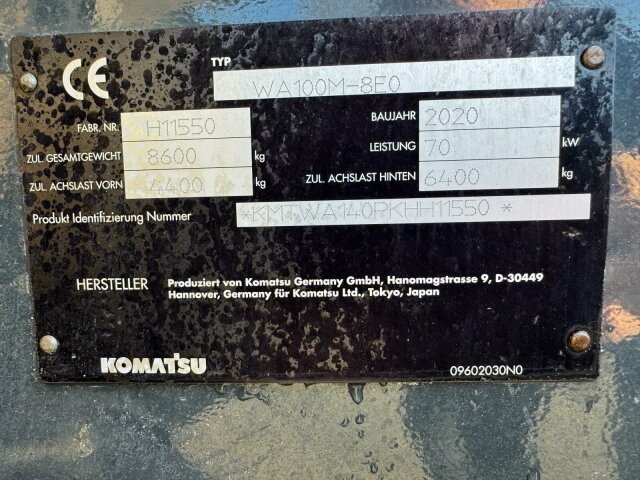 CE
TYP WA100M-8E0
FABR. NR. H11550 BAUJAHR 2020
ZUL. GESAMTGEWICHT 8600 kg LEISTUNG 70 kW
ZUL. ACHSLAST VORN 4400 kg ZUL. ACHSLAST HINTEN 6400 kg
Produkt Identifizierung Nummer *KMTWA140PKHH11550 *
HERSTELLER Produziert von Komatsu Germany GmbH, Hanomagstrasse 9, D-30449
Hannover, Germany für Komatsu Ltd., Tokyo, Japan
KOMATSU 09602030N0